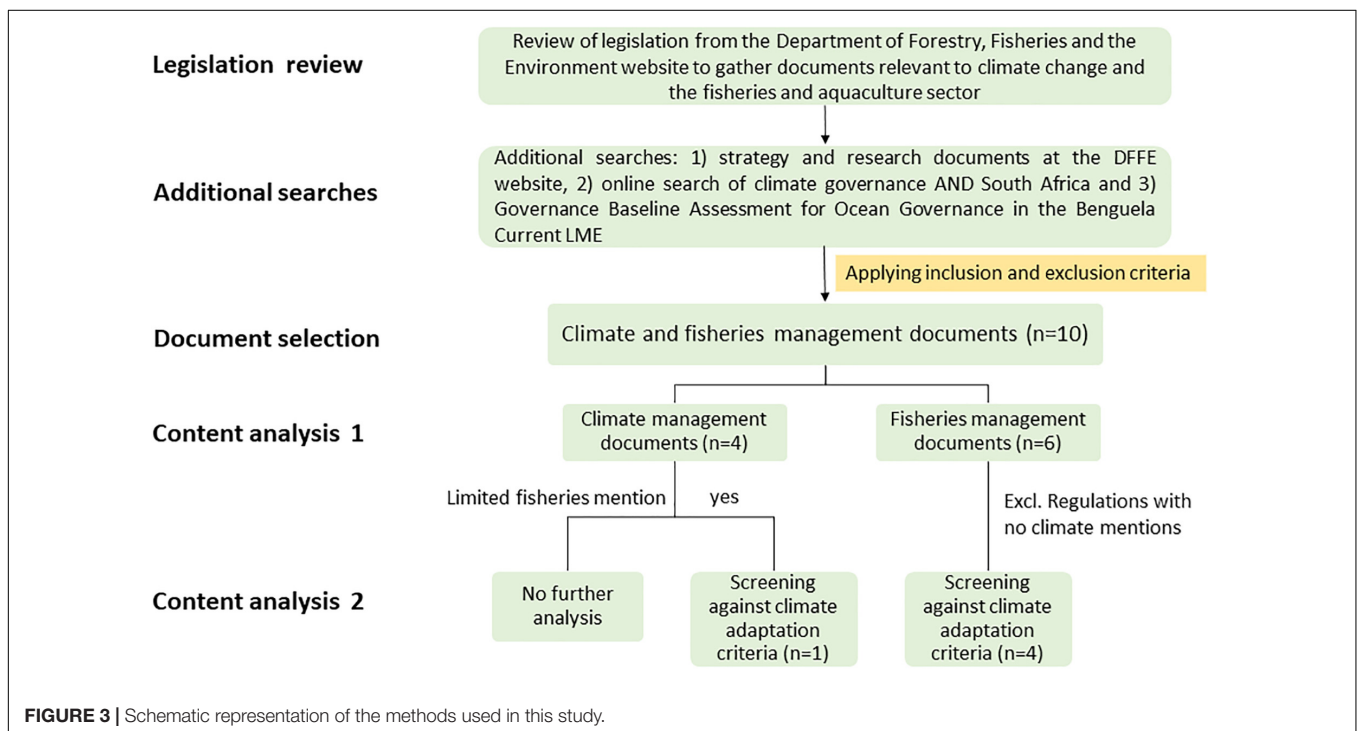 Legislation review
Review of legislation from the Department of Forestry, Fisheries and the
Environment website to gather documents relevant to climate change and
the fisheries and aquaculture sector
Additional searches
Additional searches: 1) strategy and research documents at the DFFE
website, 2) online search of climate governance AND South Africa and 3)
Governance Baseline Assessment for Ocean Governance in the Benguela
Current LME
Applying inclusion and exclusion criteria
Document selection
Climate and fisheries management documents (n=10)
Content analysis 1
Climate management
documents (n=4)
Fisheries management
documents (n=6)
Limited fisheries mention
yes
Excl. Regulations with
no climate mentions
Content analysis 2
No further
analysis
Screening
against climate
adaptation
criteria (n=1)
Screening
against climate
adaptation
criteria (n=4)
FIGURE 3 | Schematic representation of the methods used in this study.